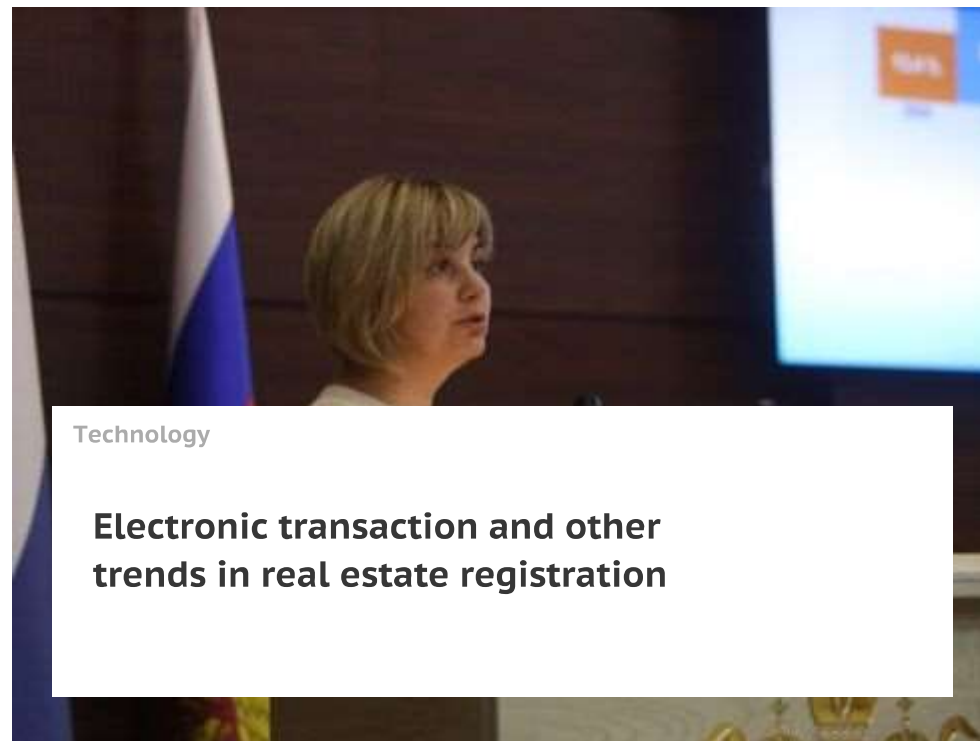 Technology
Electronic transaction and other
trends in real estate registration